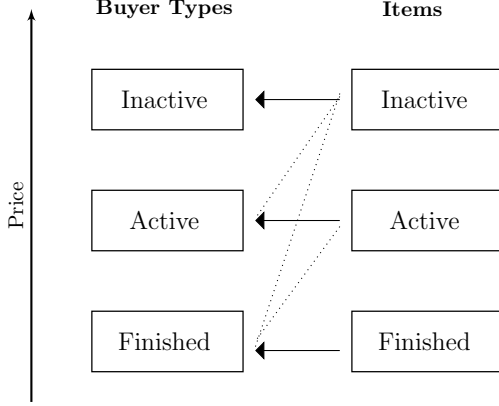 Buyer Types Items
Inactive Inactive
Price
Active Active
Finished Finished